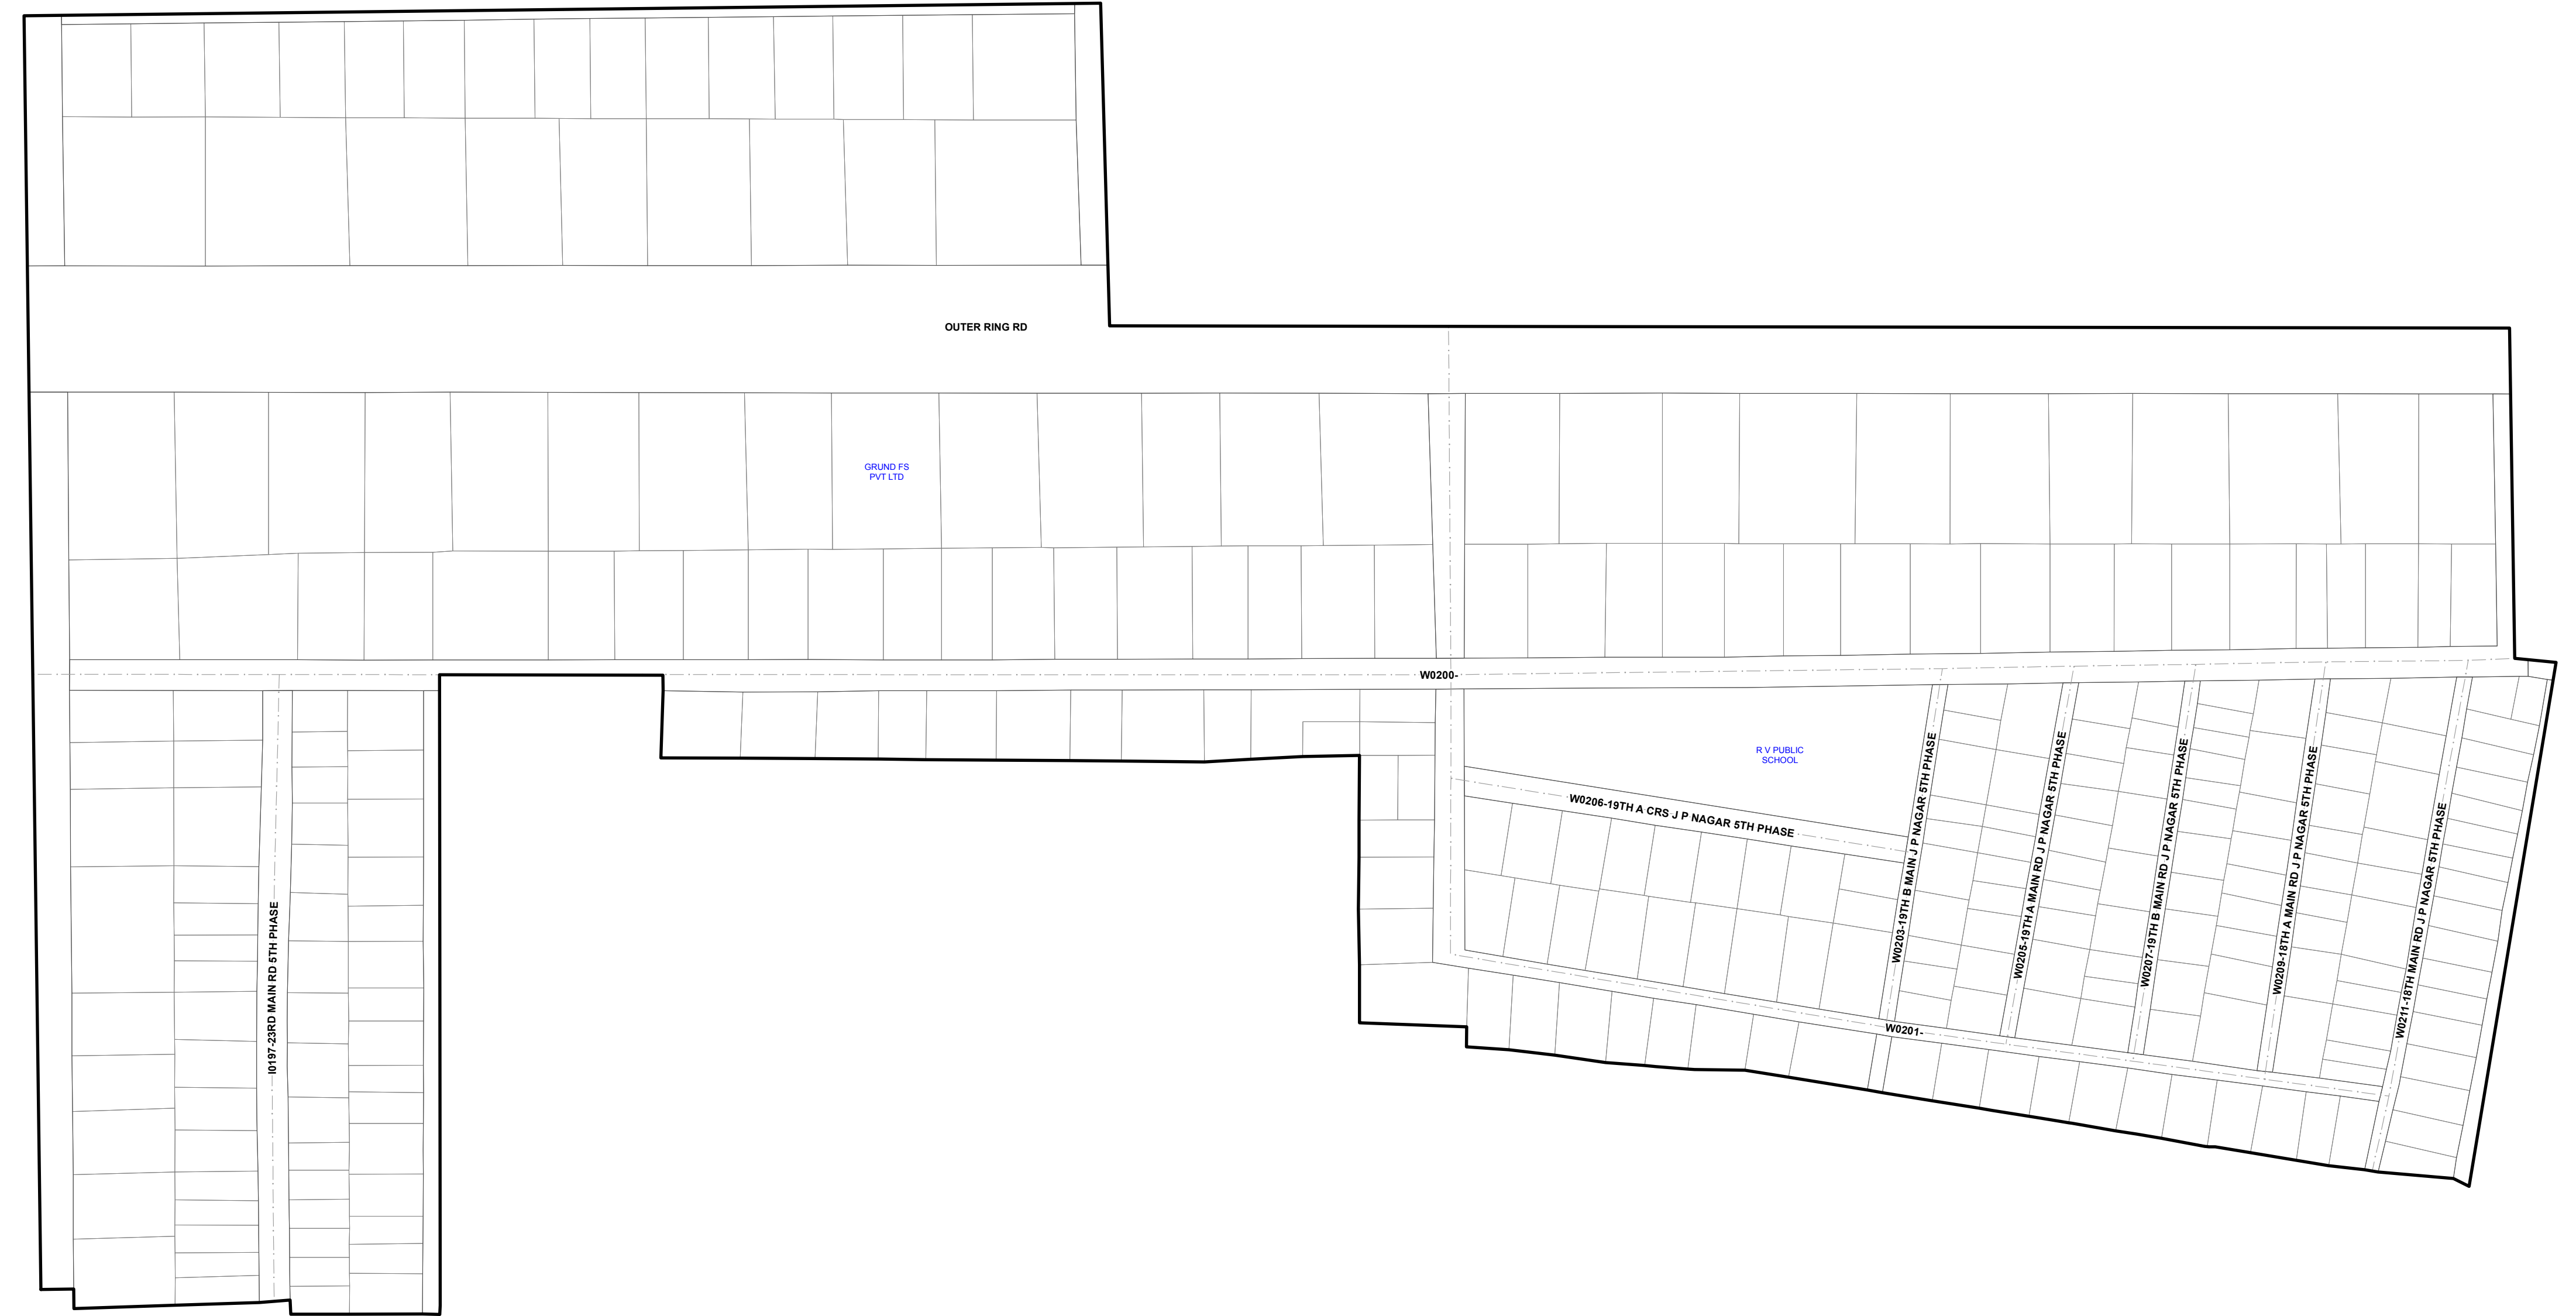 OUTER RING RD
GRUND FS
PVT LTD
W0200-
R V PUBLIC
SCHOOL
W0206-19TH A CRS J P NAGAR 5TH PHASE
W0203-19TH B MAIN J P NAGAR 5TH PHASE
W0205-19TH A MAIN RD J P NAGAR 5TH PHASE
W0207-19TH B MAIN RD J P NAGAR 5TH PHASE
W0209-18TH A MAIN RD J P NAGAR 5TH PHASE
W0211-18TH MAIN RD J P NAGAR 5TH PHASE
I0197-23RD MAIN RD 5TH PHASE
W0201-